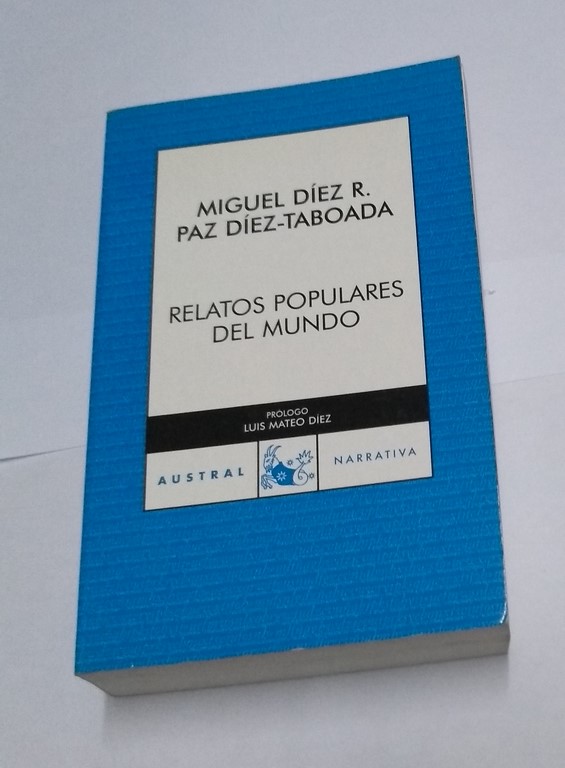 MIGUEL DÍEZ R.
PAZ DÍEZ-TABOADA
RELATOS POPULARES
DEL MUNDO
PRÓLOGO
LUIS MATEO DÍEZ
AUSTRAL
NARRATIVA